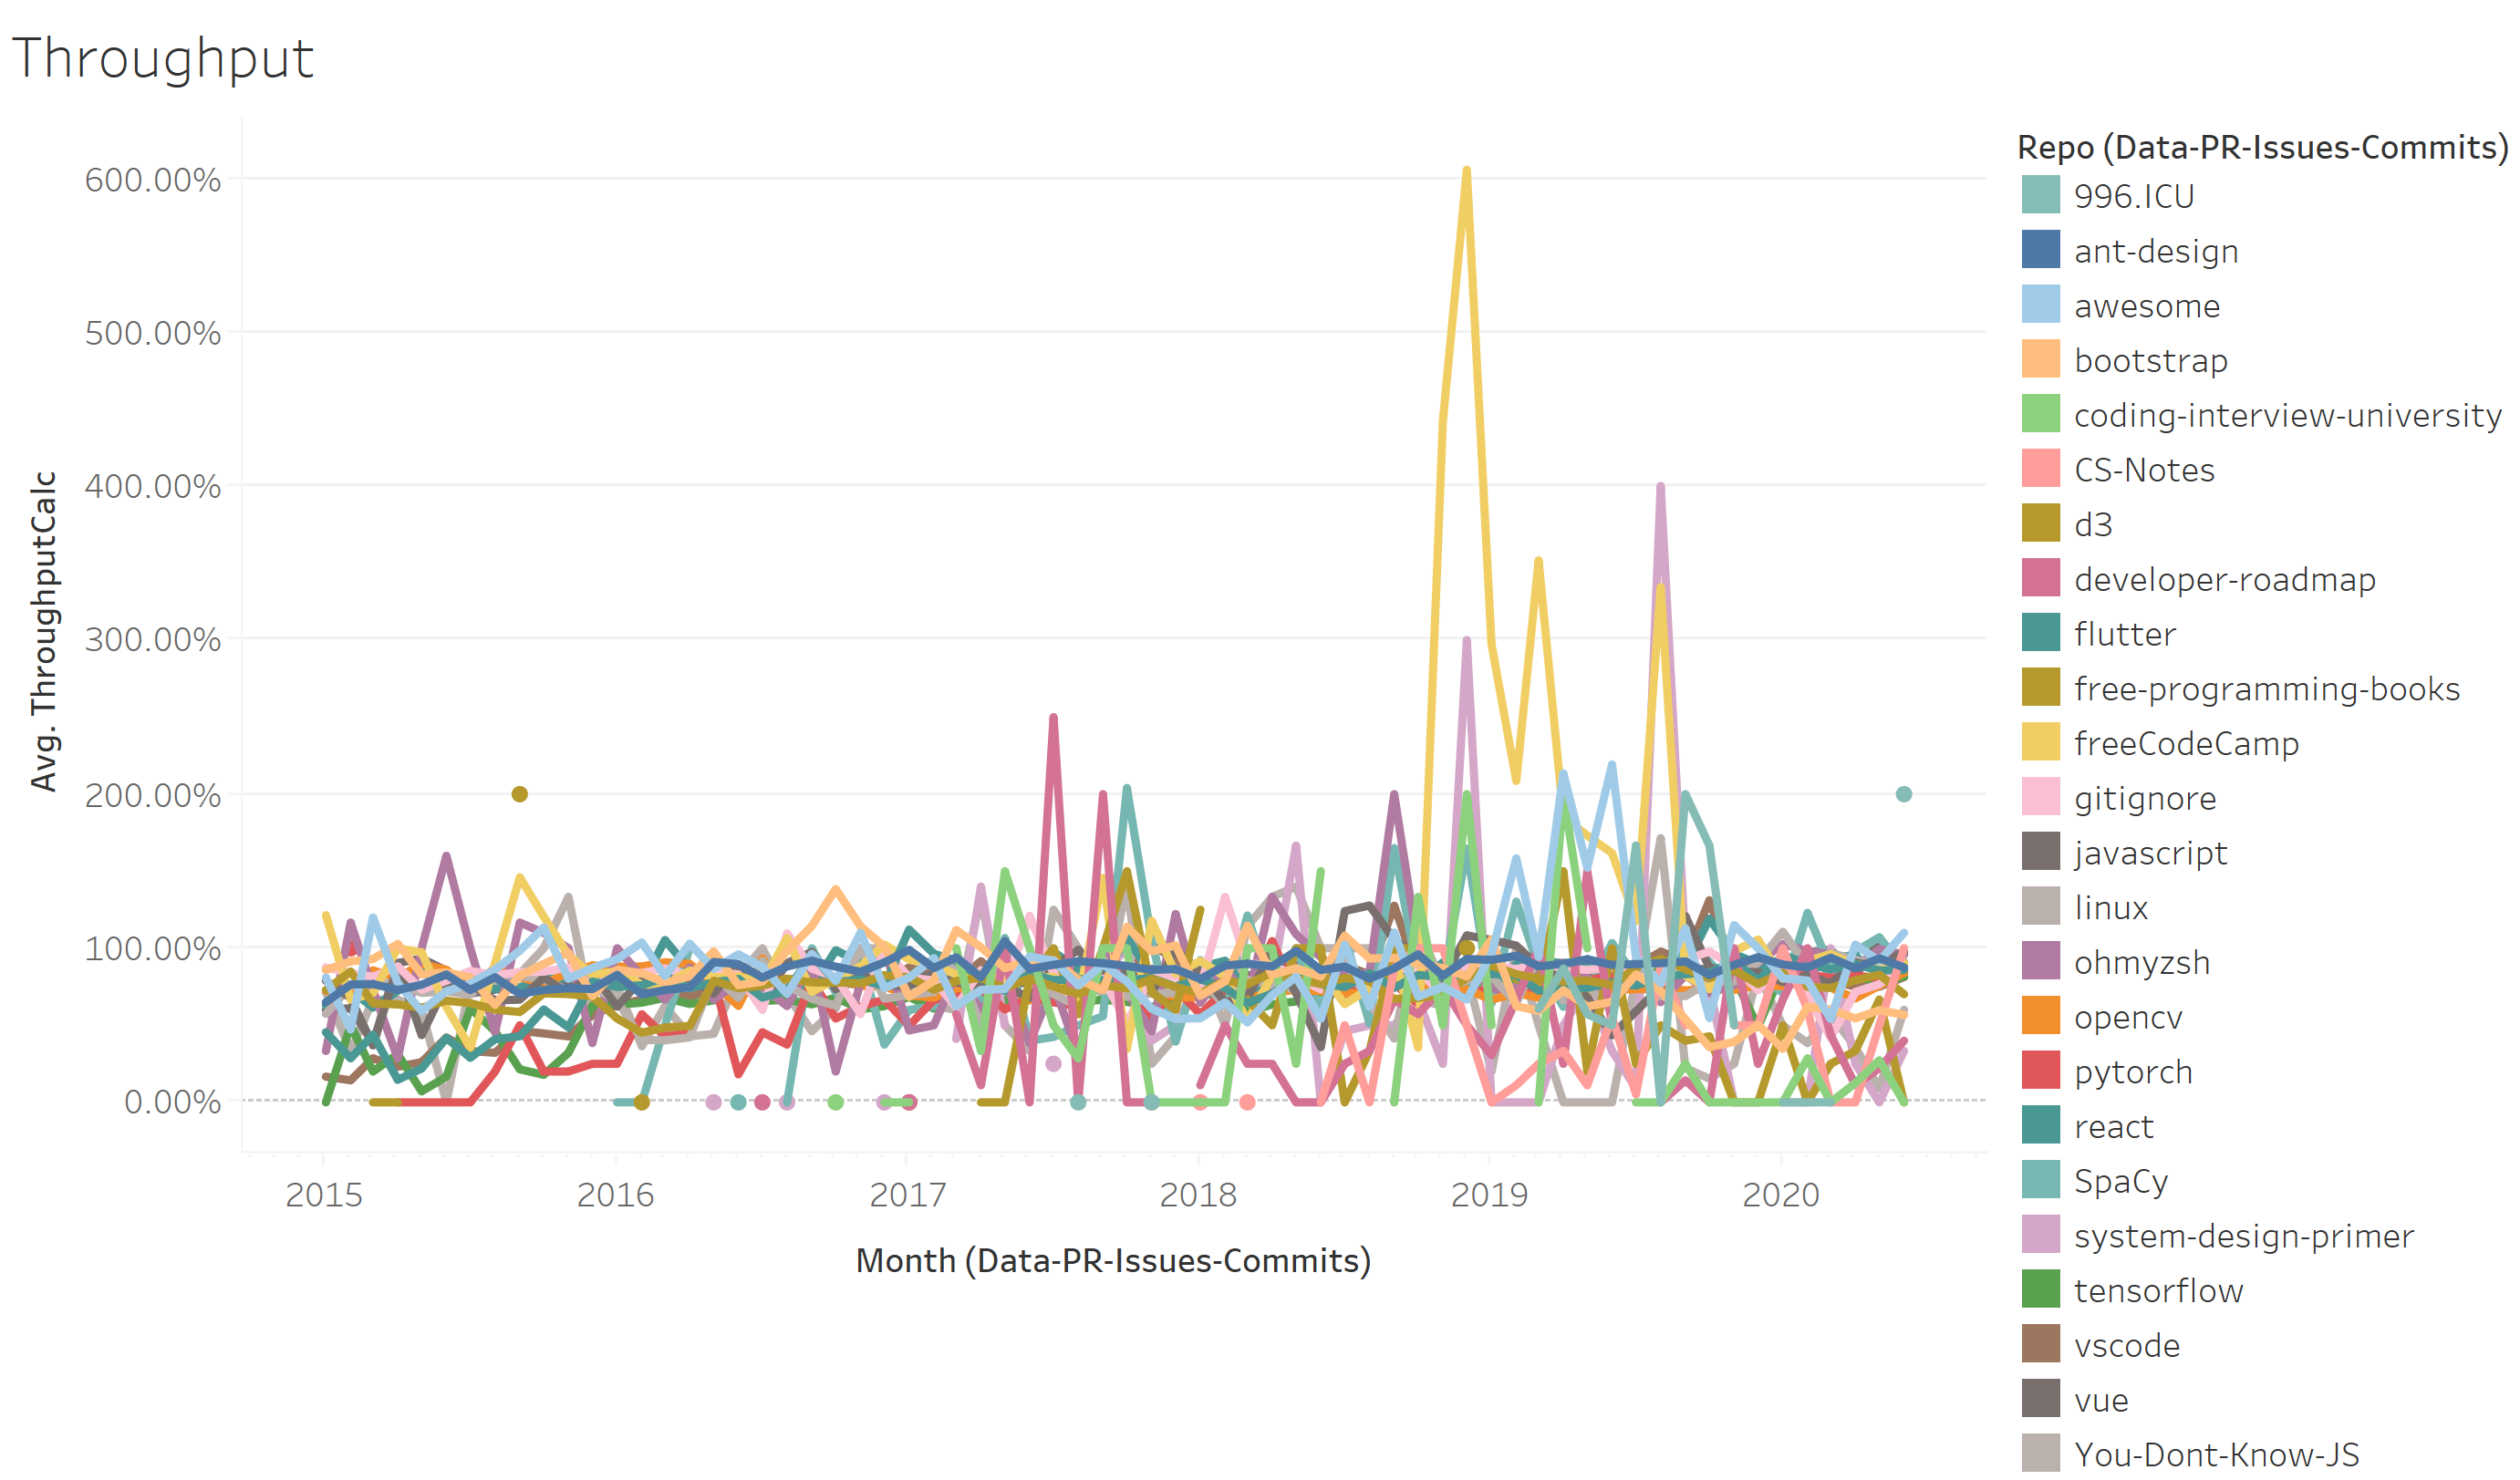 Throughput
Repo (Data-PR-Issues-Commits)
996.ICU
ant-design
awesome
bootstrap
coding-interview-university
CS-Notes
d3
developer-roadmap
flutter
free-programming-books
freeCodeCamp
gitignore
javascript
linux
ohmyzsh
opencv
pytorch
react
SpaCy
system-design-primer
tensorflow
vscode
vue
You-Dont-Know-JS
Avg. ThroughputCalc
600.00%
500.00%
400.00%
300.00%
200.00%
100.00%
0.00%
2015 2016 2017 2018 2019 2020
Month (Data-PR-Issues-Commits)